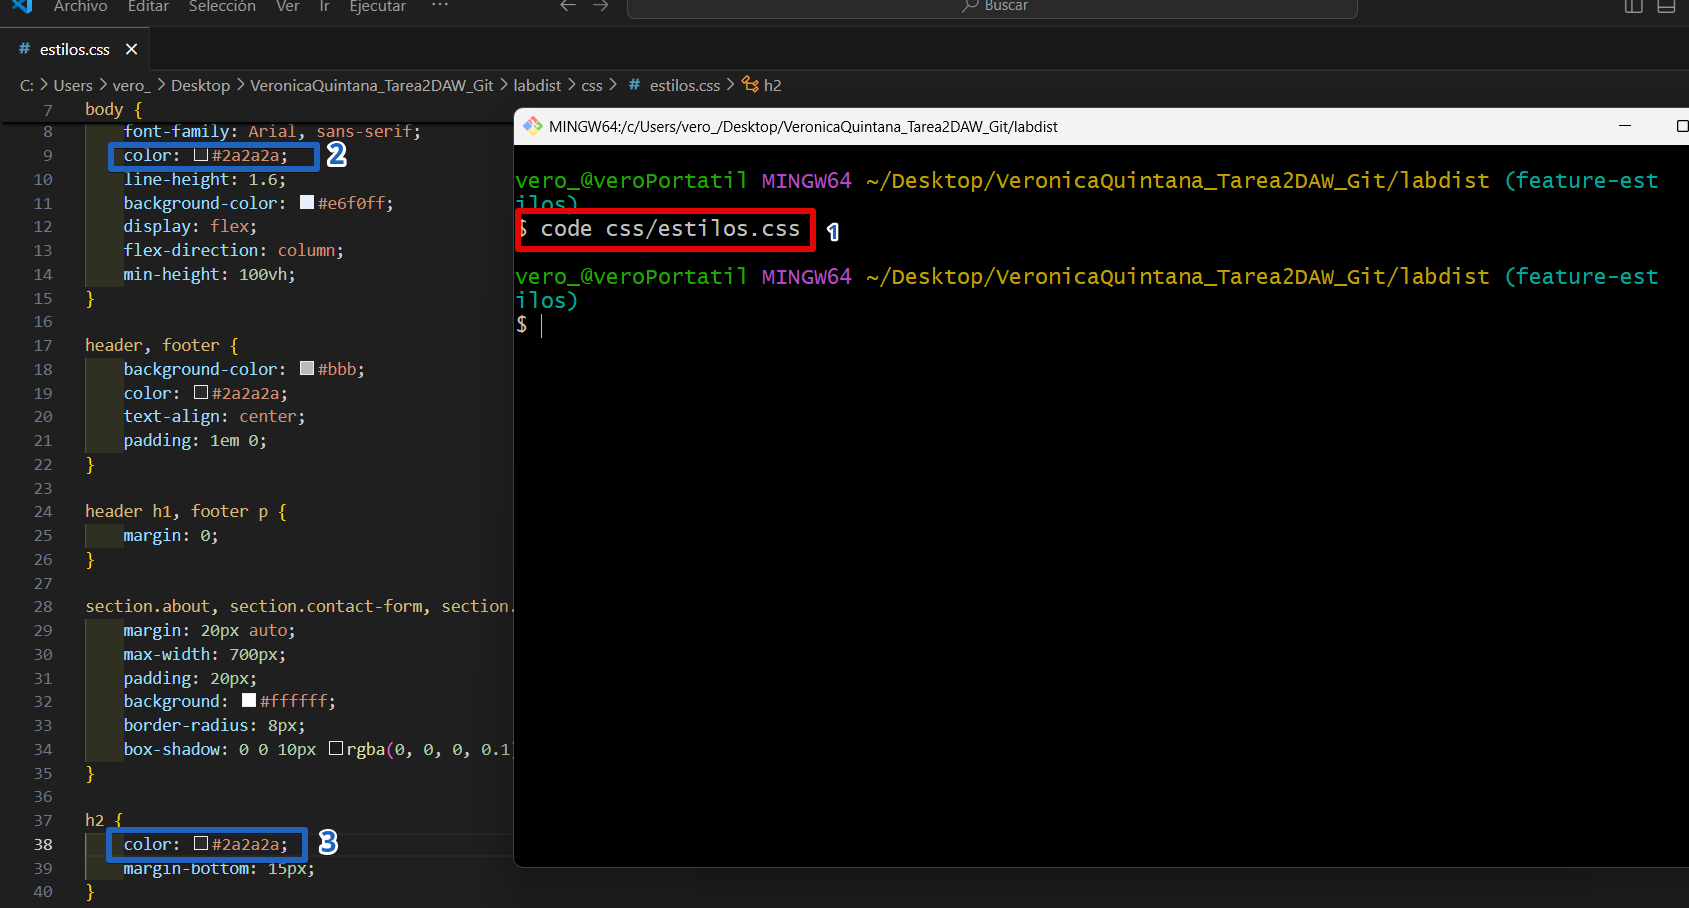 Archivo Editar Selección Ver Ir Ejecutar ··· Buscar
# estilos.css
C: > Users > vero_ > Desktop > VeronicaQuintana_Tarea2DAW_Git > labdist > css > # estilos.css > h2
7 body {
8 font-family: Arial, sans-serif;
9 color: #2a2a2a;
2
10 line-height: 1.6;
11 background-color: #e6f0ff;
12 display: flex;
13 flex-direction: column;
14 min-height: 100vh;
15 }
16
17 header, footer {
18 background-color: #bbb;
19 color: #2a2a2a;
20 text-align: center;
21 padding: 1em 0;
22 }
23
24 header h1, footer p {
25 margin: 0;
26 }
27
28 section.about, section.contact-form, section.
29 margin: 20px auto;
30 max-width: 700px;
31 padding: 20px;
32 background: #ffffff;
33 border-radius: 8px;
34 box-shadow: 0 0 10px rgba(0, 0, 0, 0.1
35 }
36
37 h2 {
38 color: #2a2a2a;
3
39 margin-bottom: 15px;
40 }
MINGW64:/c/Users/vero_/Desktop/VeronicaQuintana_Tarea2DAW_Git/labdist
vero_@veroPortatil MINGW64 ~/Desktop/VeronicaQuintana_Tarea2DAW_Git/labdist (feature-est
ilos)
$ code css/estilos.css
1
vero_@veroPortatil MINGW64 ~/Desktop/VeronicaQuintana_Tarea2DAW_Git/labdist (feature-est
ilos)
$